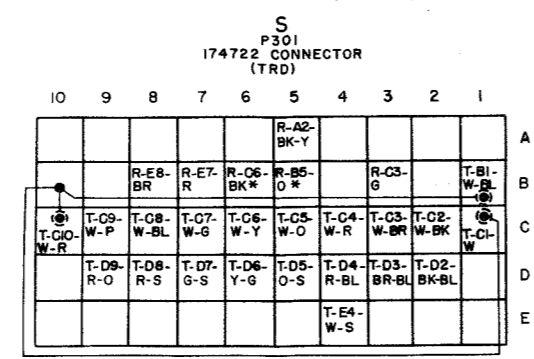 S
P301
174722 CONNECTOR
(TRD)
10 9 8 7 6 5 4 3 2 1
R-A2-
BK-Y
A
R-E8-
BR
R-E7-
R
R-C6-
BK*
R-B5-
O*
R-C3-
G
T-B1-
W-BL
B
T-C10-
W-R
T-C9-
W-P
T-C8-
W-BL
T-C7-
W-G
T-C6-
W-Y
T-C5-
W-O
T-C4-
W-R
T-C3-
W-BR
T-C2-
W-BK
T-C1-
W
C
T-D9-
R-O
T-D8-
R-S
T-D7-
G-S
T-D6-
Y-G
T-D5-
O-S
T-D4-
R-BL
T-D3-
BR-BL
T-D2-
BK-BL
D
T-E4-
W-S
E